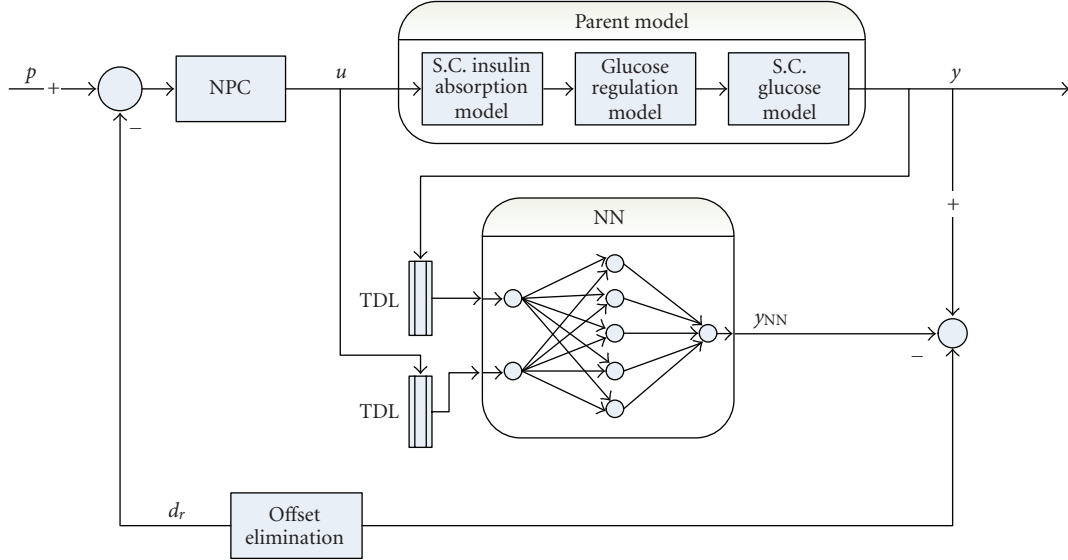 Parent model
p
+
−
NPC
u
S.C. insulin
absorption
model
Glucose
regulation
model
S.C.
glucose
model
y
+
NN
TDL
TDL
yNN
−
dr
Offset
elimination